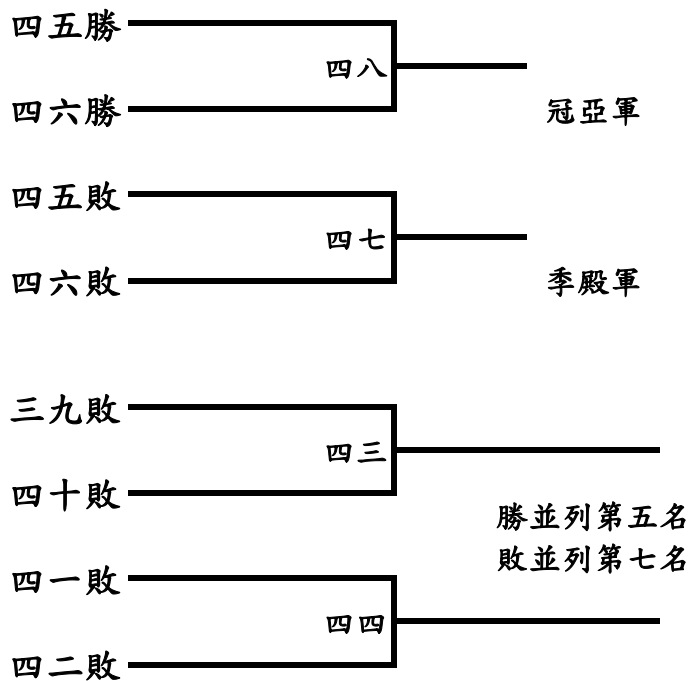 四五勝
四八
四六勝
冠亞軍
四五敗
四七
四六敗
季殿軍
三九敗
四三
四十敗
勝並列第五名
敗並列第七名
四一敗
四四
四二敗